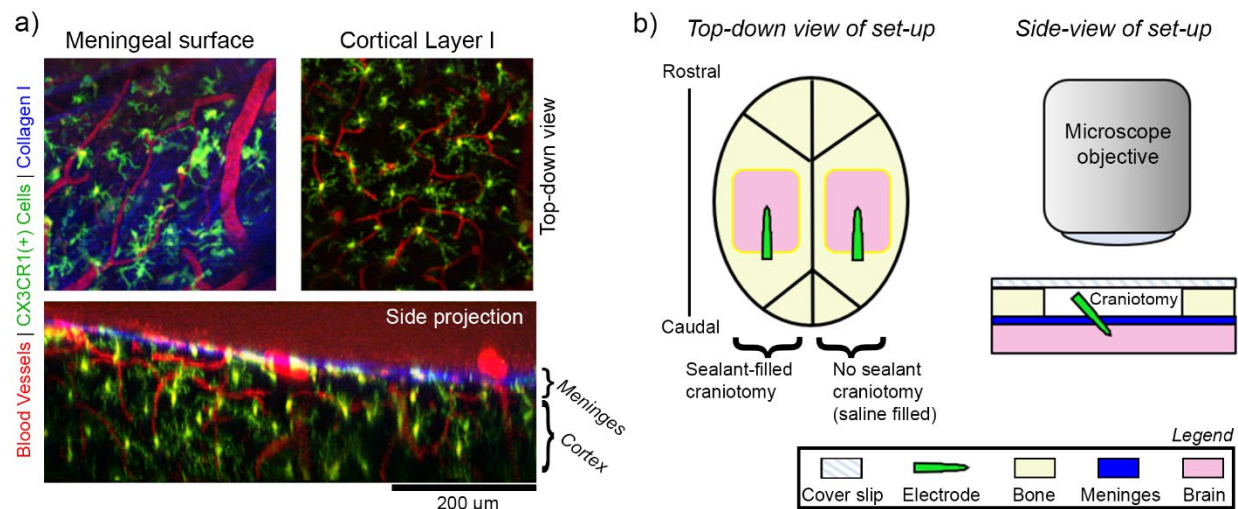 a)
Meningeal surface
Cortical Layer I
Top-down view
Blood Vessels | CX3CR1(+) Cells | Collagen I
Side projection
Meninges
Cortex
200 um
b)
Top-down view of set-up
Side-view of set-up
Rostral
Caudal
Microscope
objective
Craniotomy
Sealant-filled
craniotomy
No sealant
craniotomy
(saline filled)
Legend
Cover slip
Electrode
Bone
Meninges
Brain